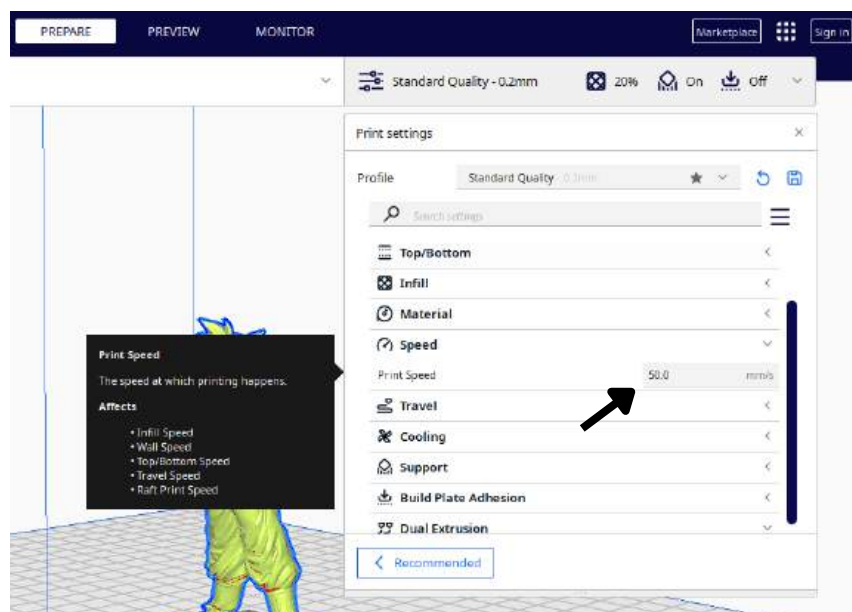 PREPARE PREVIEW MONITOR Marketplace Sign in
Standard Quality - 0.2mm 20% On Off
Print settings
Profile Standard Quality
Search settings
Top/Bottom
Infill
Material
Speed
Print Speed 50.0 mm/s
Travel
Cooling
Support
Build Plate Adhesion
Dual Extrusion
Recommended
Print Speed
The speed at which printing happens.
Affects
• Infill Speed
• Wall Speed
• Top/Bottom Speed
• Travel Speed
• Raft Print Speed